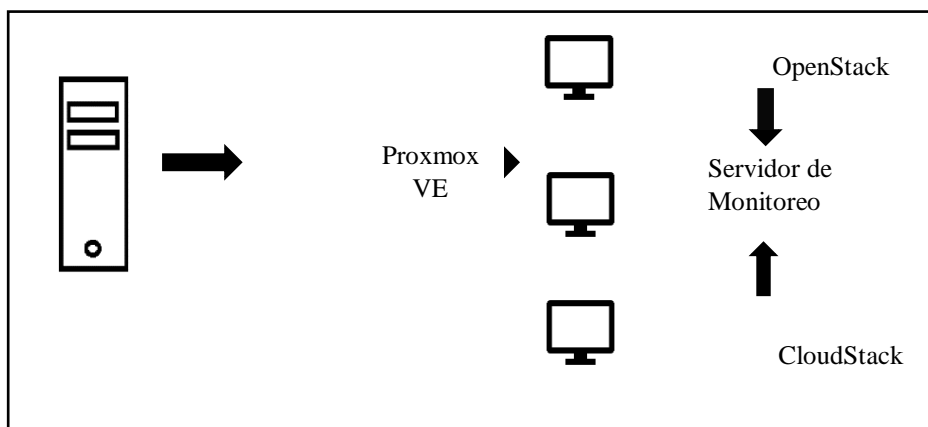 OpenStack
Proxmox
VE
Servidor de
Monitoreo
CloudStack